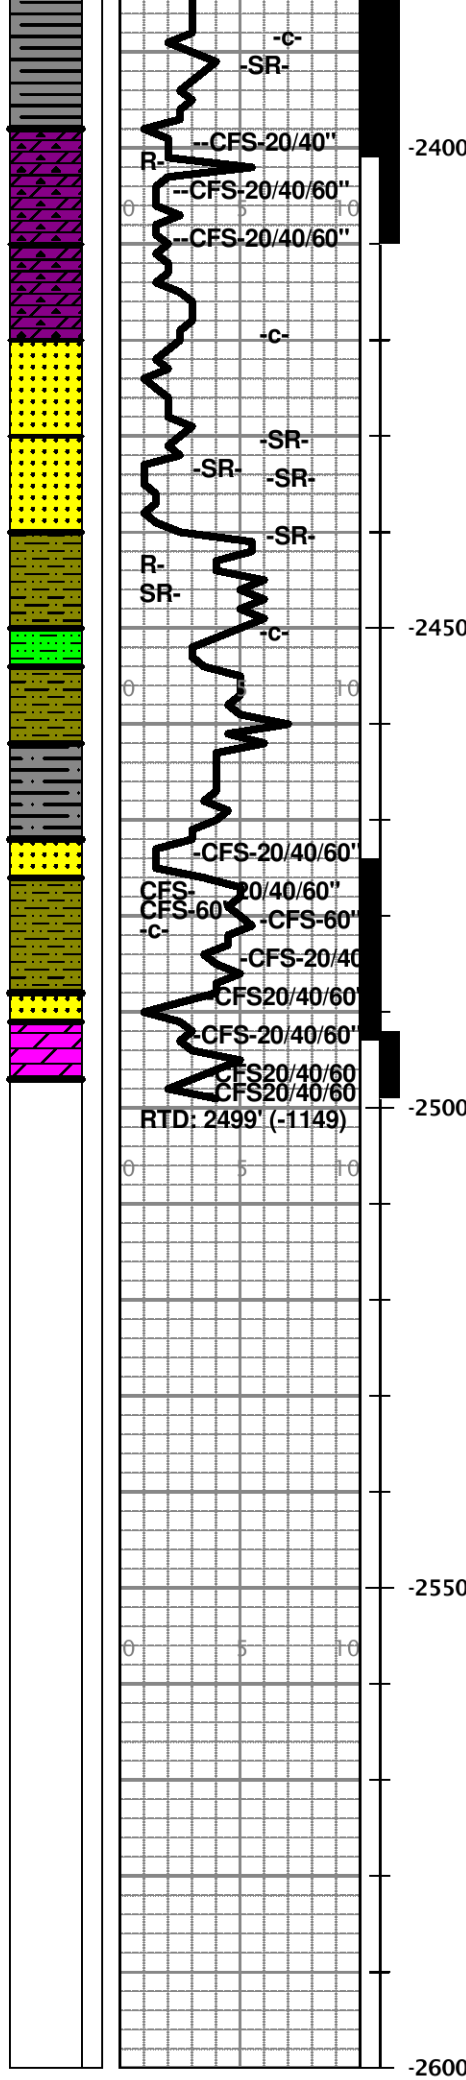 -c-
-SR-
--CFS-20/40"
-2400
R-
--CFS-20/40/60"
0 5 10
--CFS-20/40/60"
-c-
-SR-
-SR-
-SR-
-SR-
R-
SR-
-2450
-c-
0 5 10
-CFS-20/40/60"
CFS- 20/40/60"
CFS-60"
-CFS-60"
-c-
-CFS-20/40
CFS20/40/60"
-CFS-20/40/60"
CFS20/40/60
CFS20/40/60
-2500
RTD: 2499' (-1149)
0 5 10
-2550
0 5 10
-2600